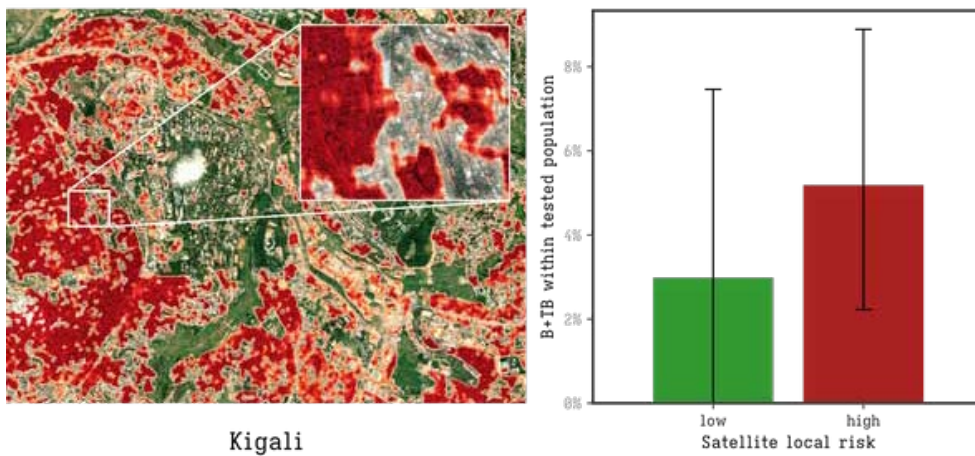 Kigali
B+TB within tested population
8%
6%
4%
2%
0%
low high
Satellite local risk